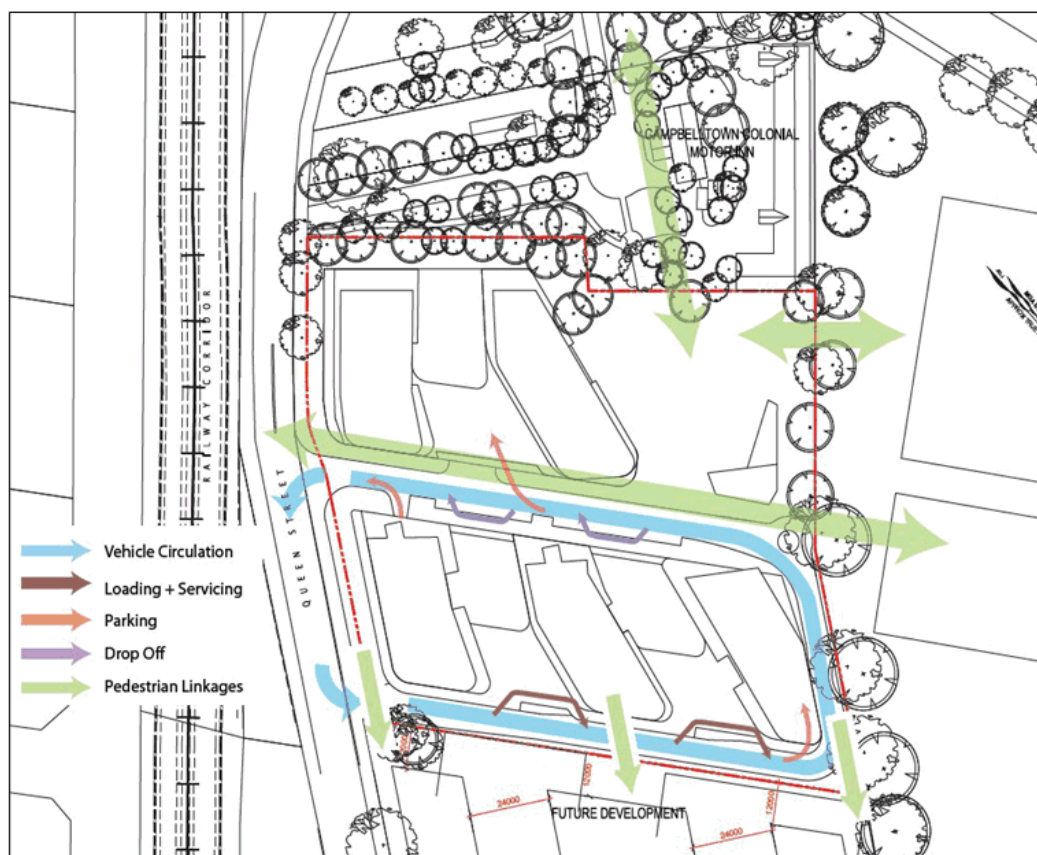 CAMPBELLTOWN COLONIAL
MOTOR INN
RAILWAY CORRIDOR
QUEEN STREET
Vehicle Circulation
Loading + Servicing
Parking
Drop Off
Pedestrian Linkages
12000
12000
24000
FUTURE DEVELOPMENT
24000